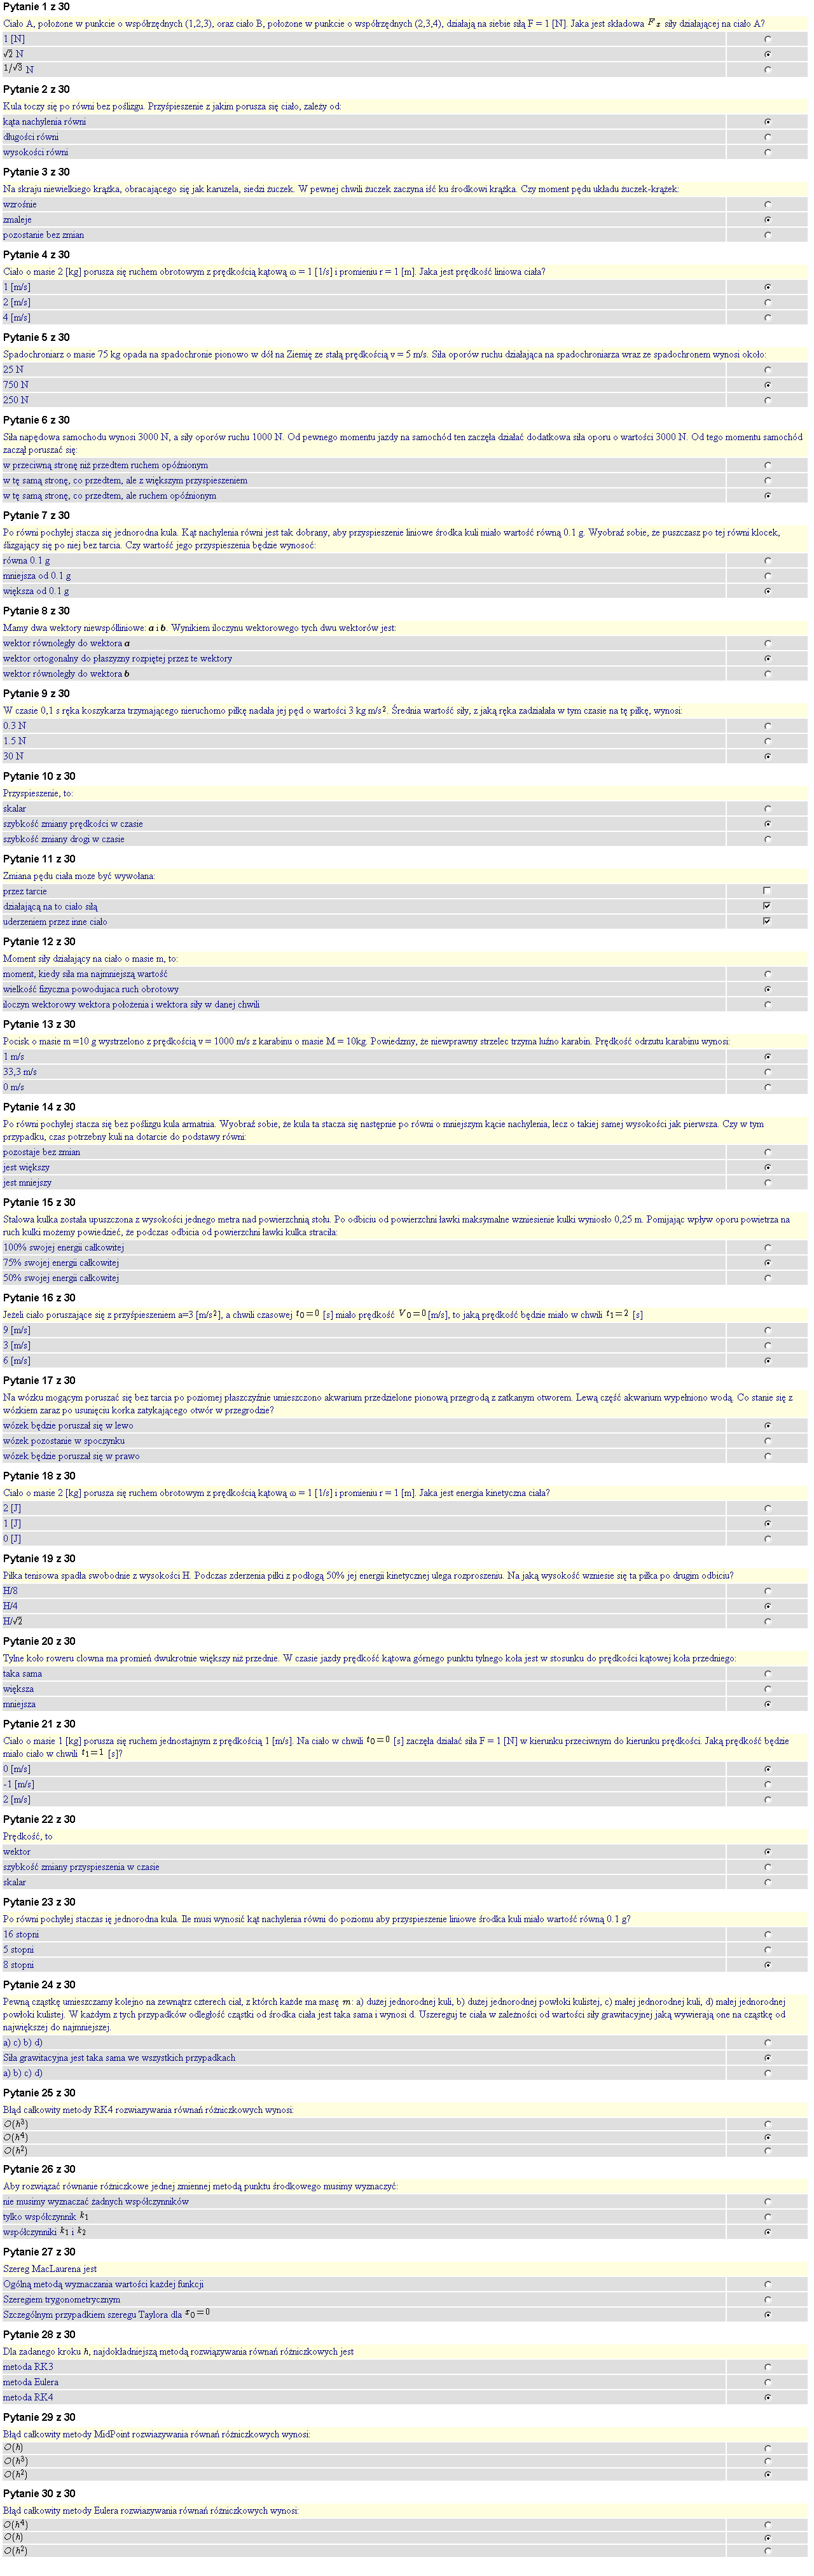 Pytanie 1 z 30
Ciało A, położone w punkcie o współrzędnych (1,2,3), oraz ciało B, położone w punkcie o współrzędnych (2,3,4), działają na siebie siłą F = 1 [N]. Jaka jest składowa F_x siły działającej na ciało A?
1 [N]
√2 N
1/√3 N
Pytanie 2 z 30
Kula toczy się po równi bez poślizgu. Przyśpieszenie z jakim porusza się ciało, zależy od:
kąta nachylenia równi
długości równi
wysokości równi
Pytanie 3 z 30
Na skraju niewielkiego krążka, obracającego się jak karuzela, siedzi żuczek. W pewnej chwili żuczek zaczyna iść ku środkowi krążka. Czy moment pędu układu żuczek-krążek:
wzrośnie
zmaleje
pozostanie bez zmian
Pytanie 4 z 30
Ciało o masie 2 [kg] porusza się ruchem obrotowym z prędkością kątową ω = 1 [1/s] i promieniu r = 1 [m]. Jaka jest prędkość liniowa ciała?
1 [m/s]
2 [m/s]
4 [m/s]
Pytanie 5 z 30
Spadochroniarz o masie 75 kg opada na spadochronie pionowo w dół na Ziemię ze stałą prędkością v = 5 m/s. Siła oporów ruchu działająca na spadochroniarza wraz ze spadochronem wynosi około:
25 N
750 N
250 N
Pytanie 6 z 30
Siła napędowa samochodu wynosi 3000 N, a siły oporów ruchu 1000 N. Od pewnego momentu jazdy na samochód ten zaczęła działać dodatkowa siła oporu o wartości 3000 N. Od tego momentu samochód
zaczął poruszać się:
w przeciwną stronę niż przedtem ruchem opóźnionym
w tę samą stronę, co przedtem, ale z większym przyspieszeniem
w tę samą stronę, co przedtem, ale ruchem opóźnionym
Pytanie 7 z 30
Po równi pochyłej stacza się jednorodna kula. Kąt nachylenia równi jest tak dobrany, aby przyspieszenie liniowe środka kuli miało wartość równą 0.1 g. Wyobraź sobie, że puszczasz po tej równi klocek,
ślizgający się po niej bez tarcia. Czy wartość jego przyspieszenia będzie wynosoć:
równa 0.1 g
mniejsza od 0.1 g
większa od 0.1 g
Pytanie 8 z 30
Mamy dwa wektory niewspółliniowe: a i b. Wynikiem iloczynu wektorowego tych dwu wektorów jest:
wektor równoległy do wektora a
wektor ortogonalny do płaszyzny rozpiętej przez te wektory
wektor równoległy do wektora b
Pytanie 9 z 30
W czasie 0,1 s ręka koszykarza trzymającego nieruchomo piłkę nadała jej pęd o wartości 3 kg m/s². Średnia wartość siły, z jaką ręka zadziałała w tym czasie na tę piłkę, wynosi:
0.3 N
1.5 N
30 N
Pytanie 10 z 30
Przyspieszenie, to:
skalar
szybkość zmiany prędkości w czasie
szybkość zmiany drogi w czasie
Pytanie 11 z 30
Zmiana pędu ciała moze być wywołana:
przez tarcie
działającą na to ciało siłą
uderzeniem przez inne ciało
Pytanie 12 z 30
Moment siły działający na ciało o masie m, to:
moment, kiedy siła ma najmniejszą wartość
wielkość fizyczna powodujaca ruch obrotowy
iloczyn wektorowy wektora położenia i wektora siły w danej chwili
Pytanie 13 z 30
Pocisk o masie m =10 g wystrzelono z prędkością v = 1000 m/s z karabinu o masie M = 10kg. Powiedzmy, że niewprawny strzelec trzyma luźno karabin. Prędkość odrzutu karabinu wynosi:
1 m/s
33,3 m/s
0 m/s
Pytanie 14 z 30
Po równi pochyłej stacza się bez poślizgu kula armatnia. Wyobraź sobie, że kula ta stacza się następnie po równi o mniejszym kącie nachylenia, lecz o takiej samej wysokości jak pierwsza. Czy w tym
przypadku, czas potrzebny kuli na dotarcie do podstawy równi:
pozostaje bez zmian
jest większy
jest mniejszy
Pytanie 15 z 30
Stalowa kulka została upuszczona z wysokości jednego metra nad powierzchnią stołu. Po odbiciu od powierzchni ławki maksymalne wzniesienie kulki wyniosło 0,25 m. Pomijając wpływ oporu powietrza na
ruch kulki możemy powiedzieć, że podczas odbicia od powierzchni ławki kulka straciła:
100% swojej energii całkowitej
75% swojej energii całkowitej
50% swojej energii całkowitej
Pytanie 16 z 30
Jeżeli ciało poruszające się z przyśpieszeniem a=3 [m/s²], a chwili czasowej t₀=0 [s] miało prędkość V₀=0 [m/s], to jaką prędkość będzie miało w chwili t₁=2 [s]
9 [m/s]
3 [m/s]
6 [m/s]
Pytanie 17 z 30
Na wózku mogącym poruszać się bez tarcia po poziomej płaszczyźnie umieszczono akwarium przedzielone pionową przegrodą z zatkanym otworem. Lewą część akwarium wypełniono wodą. Co stanie się z
wózkiem zaraz po usunięciu korka zatykającego otwór w przegrodzie?
wózek będzie poruszał się w lewo
wózek pozostanie w spoczynku
wózek będzie poruszał się w prawo
Pytanie 18 z 30
Ciało o masie 2 [kg] porusza się ruchem obrotowym z prędkością kątową ω = 1 [1/s] i promieniu r = 1 [m]. Jaka jest energia kinetyczna ciała?
2 [J]
1 [J]
0 [J]
Pytanie 19 z 30
Piłka tenisowa spadła swobodnie z wysokości H. Podczas zderzenia piłki z podłogą 50% jej energii kinetycznej ulega rozproszeniu. Na jaką wysokość wzniesie się ta piłka po drugim odbiciu?
H/8
H/4
H/√2
Pytanie 20 z 30
Tylne koło roweru clowna ma promień dwukrotnie większy niż przednie. W czasie jazdy prędkość kątowa górnego punktu tylnego koła jest w stosunku do prędkości kątowej koła przedniego:
taka sama
większa
mniejsza
Pytanie 21 z 30
Ciało o masie 1 [kg] porusza się ruchem jednostajnym z prędkością 1 [m/s]. Na ciało w chwili t₀=0 [s] zaczęła działać siła F = 1 [N] w kierunku przeciwnym do kierunku prędkości. Jaką prędkość będzie
miało ciało w chwili t₁=1 [s]?
0 [m/s]
-1 [m/s]
2 [m/s]
Pytanie 22 z 30
Prędkość, to
wektor
szybkość zmiany przyspieszenia w czasie
skalar
Pytanie 23 z 30
Po równi pochyłej staczas ię jednorodna kula. Ile musi wynosić kąt nachylenia równi do poziomu aby przyspieszenie liniowe środka kuli miało wartość równą 0.1 g?
16 stopni
5 stopni
8 stopni
Pytanie 24 z 30
Pewną cząstkę umieszczamy kolejno na zewnątrz czterech ciał, z którch każde ma masę m: a) dużej jednorodnej kuli, b) dużej jednorodnej powłoki kulistej, c) małej jednorodnej kuli, d) małej jednorodnej
powłoki kulistej. W każdym z tych przypadków odległość cząstki od środka ciała jest taka sama i wynosi d. Uszereguj te ciała w zależności od wartości siły grawitacyjnej jaką wywierają one na cząstkę od
największej do najmniejszej.
a) c) b) d)
Siła grawitacyjna jest taka sama we wszystkich przypadkach
a) b) c) d)
Pytanie 25 z 30
Błąd całkowity metody RK4 rozwiazywania równań różniczkowych wynosi:
O(h³)
O(h⁴)
O(h²)
Pytanie 26 z 30
Aby rozwiązać równanie różniczkowe jednej zmiennej metodą punktu środkowego musimy wyznaczyć:
nie musimy wyznaczać żadnych współczynników
tylko współczynnik k₁
współczynniki k₁ i k₂
Pytanie 27 z 30
Szereg MacLaurena jest
Ogólną metodą wyznaczania wartości każdej funkcji
Szeregiem trygonometrycznym
Szczególnym przypadkiem szeregu Taylora dla x₀=0
Pytanie 28 z 30
Dla zadanego kroku h, najdokładniejszą metodą rozwiązywania równań różniczkowych jest
metoda RK3
metoda Eulera
metoda RK4
Pytanie 29 z 30
Błąd całkowity metody MidPoint rozwiazywania równań różniczkowych wynosi:
O(h)
O(h³)
O(h²)
Pytanie 30 z 30
Błąd całkowity metody Eulera rozwiazywania równań różniczkowych wynosi:
O(h⁴)
O(h)
O(h²)